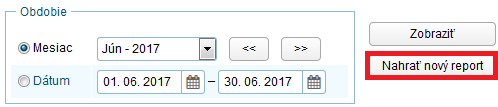 Obdobie
Mesiac Jún - 2017 << >>
Dátum 01. 06. 2017 – 30. 06. 2017
Zobraziť
Nahrať nový report